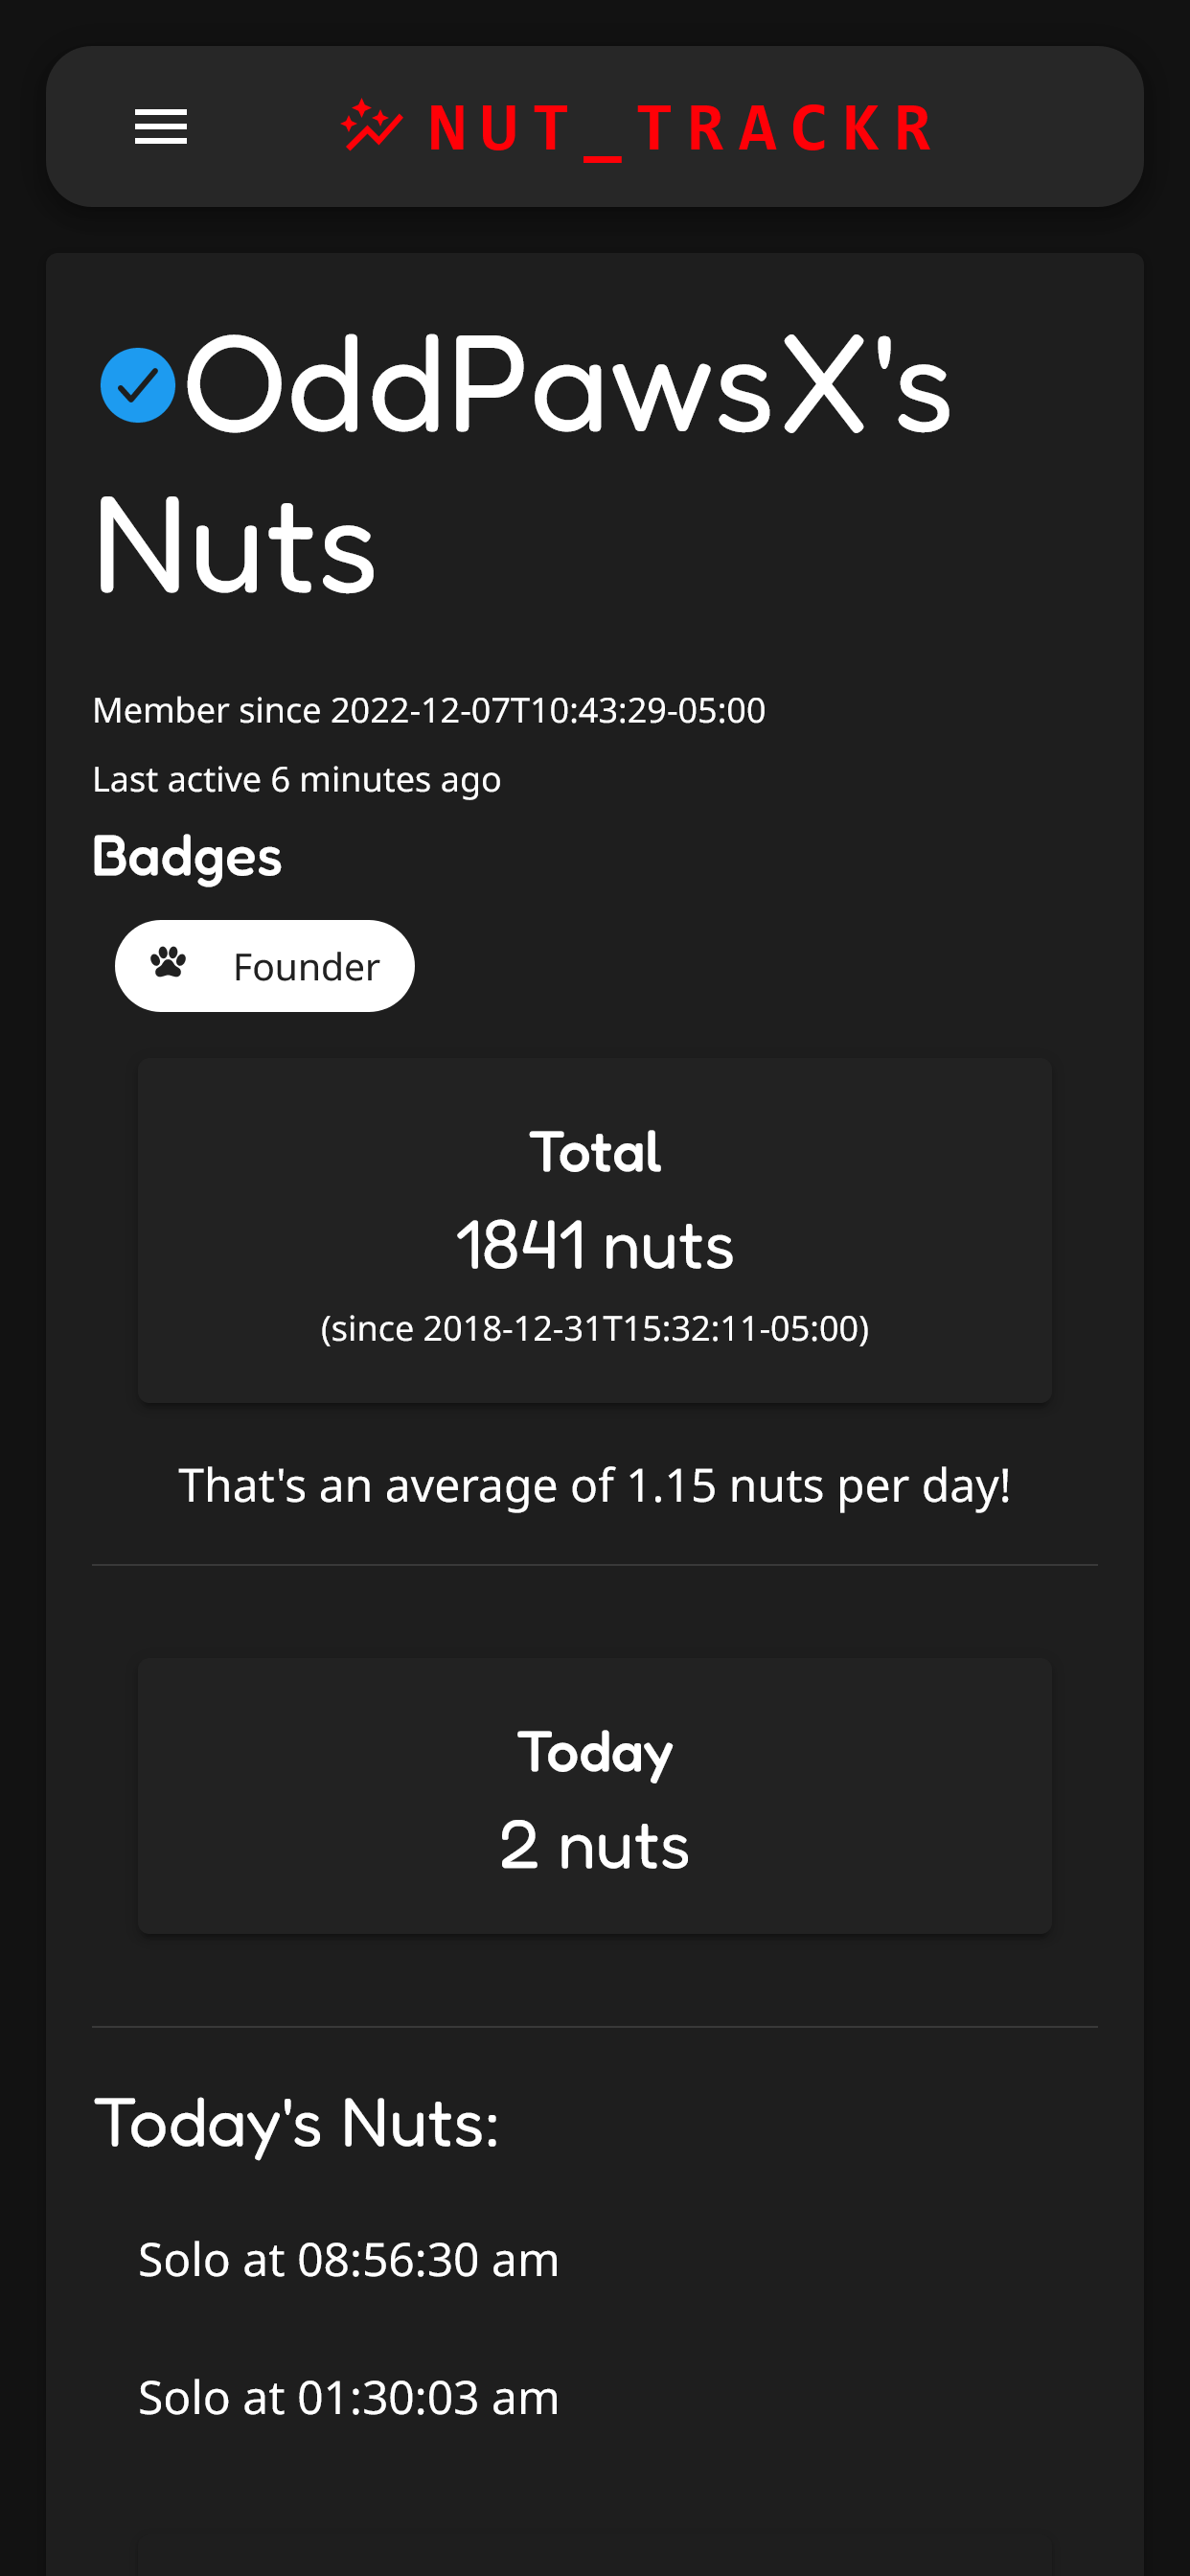 NUT_TRACKR
OddPawsX's
Nuts
Member since 2022-12-07T10:43:29-05:00
Last active 6 minutes ago
Badges
Founder
Total
1841 nuts
(since 2018-12-31T15:32:11-05:00)
That's an average of 1.15 nuts per day!
Today
2 nuts
Today's Nuts:
Solo at 08:56:30 am
Solo at 01:30:03 am